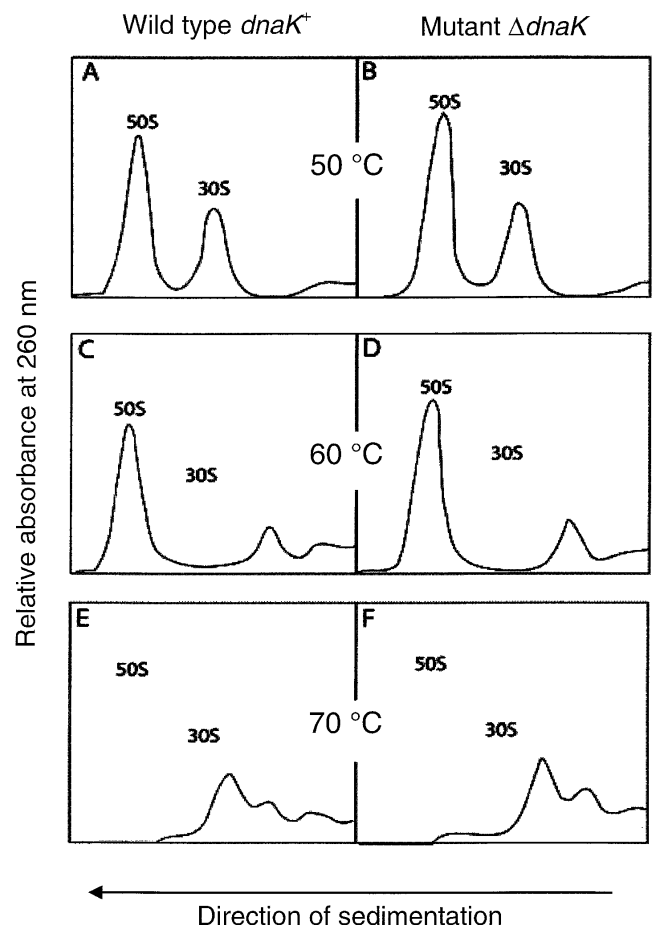 Wild type dnaK⁺
Mutant ΔdnaK
A
50S
30S
B
50S
30S
50 °C
C
50S
30S
D
50S
30S
60 °C
E
50S
30S
F
50S
30S
70 °C
Relative absorbance at 260 nm
Direction of sedimentation